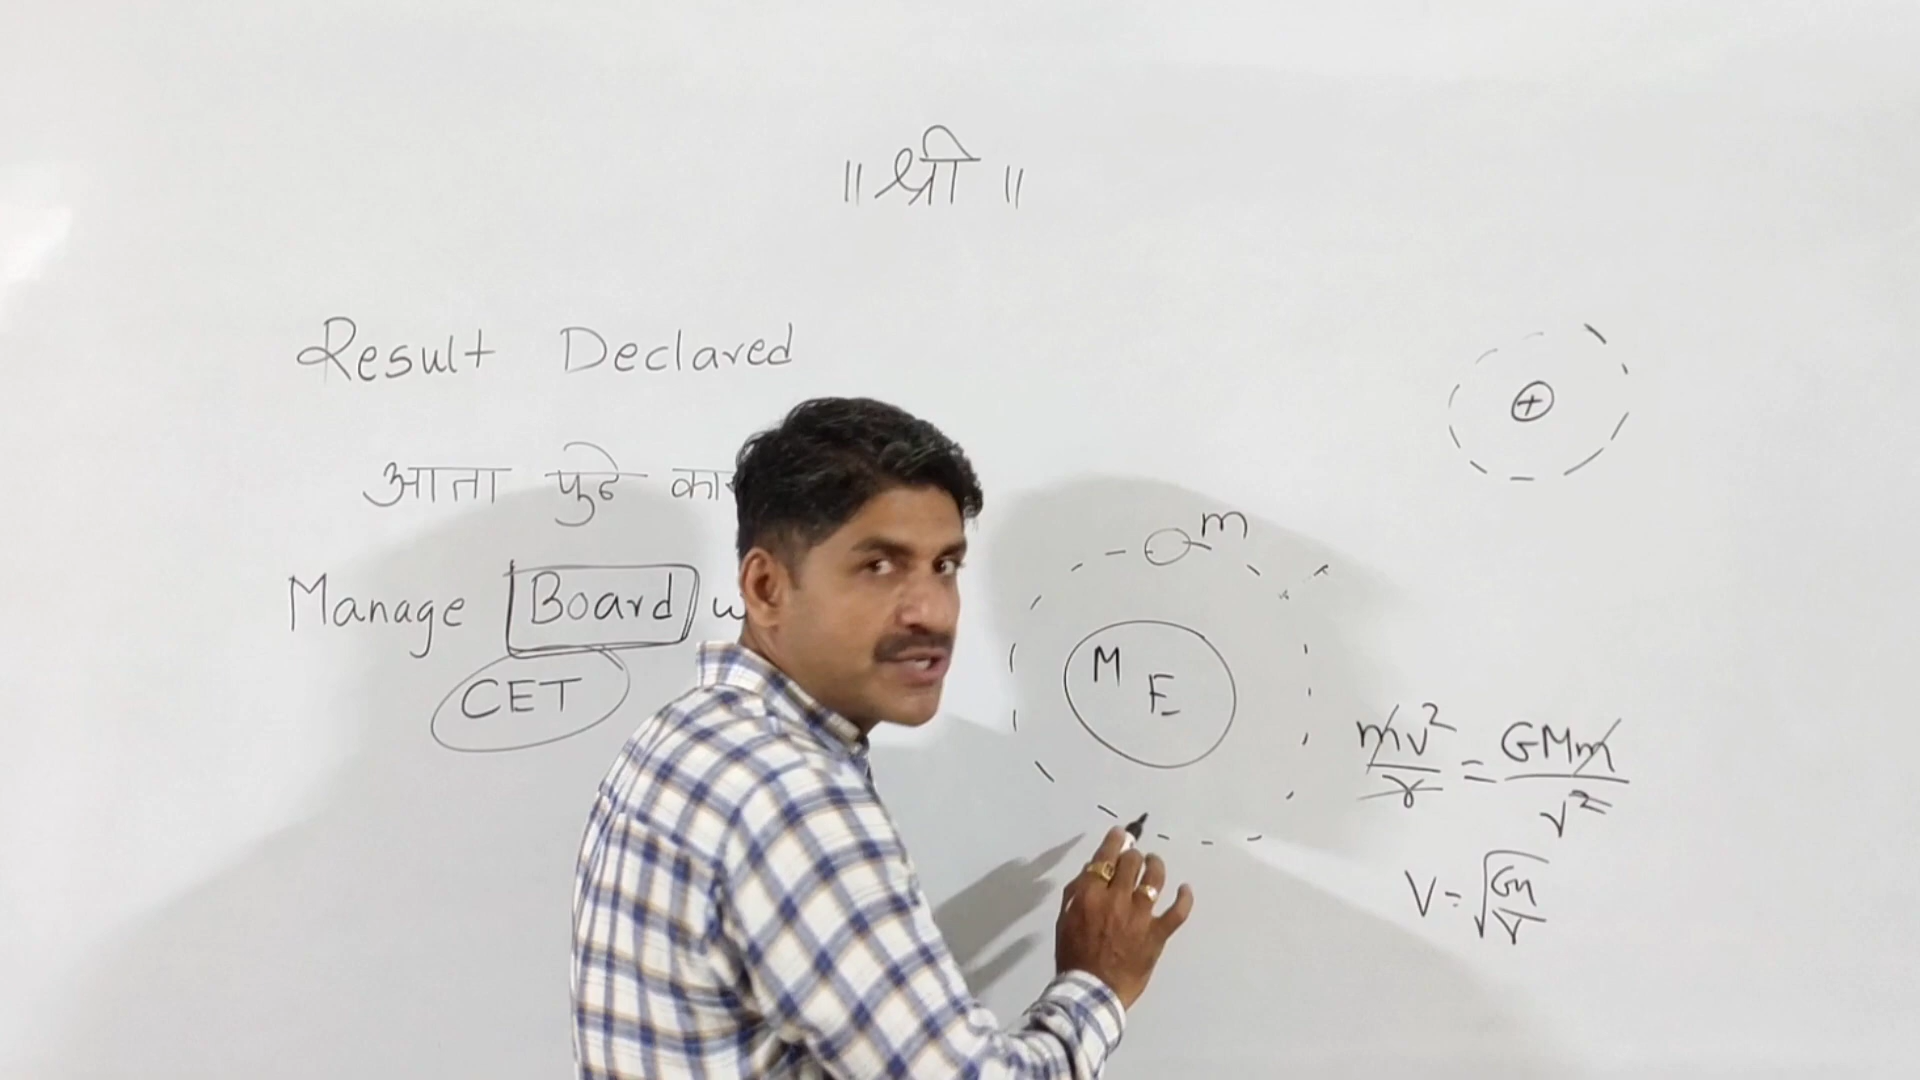 ॥ श्री ॥
Result Declared
आता पुढे
Manage Board
CET
m
M
E
+
mv²/r = GMm/r²
V = √GM/r